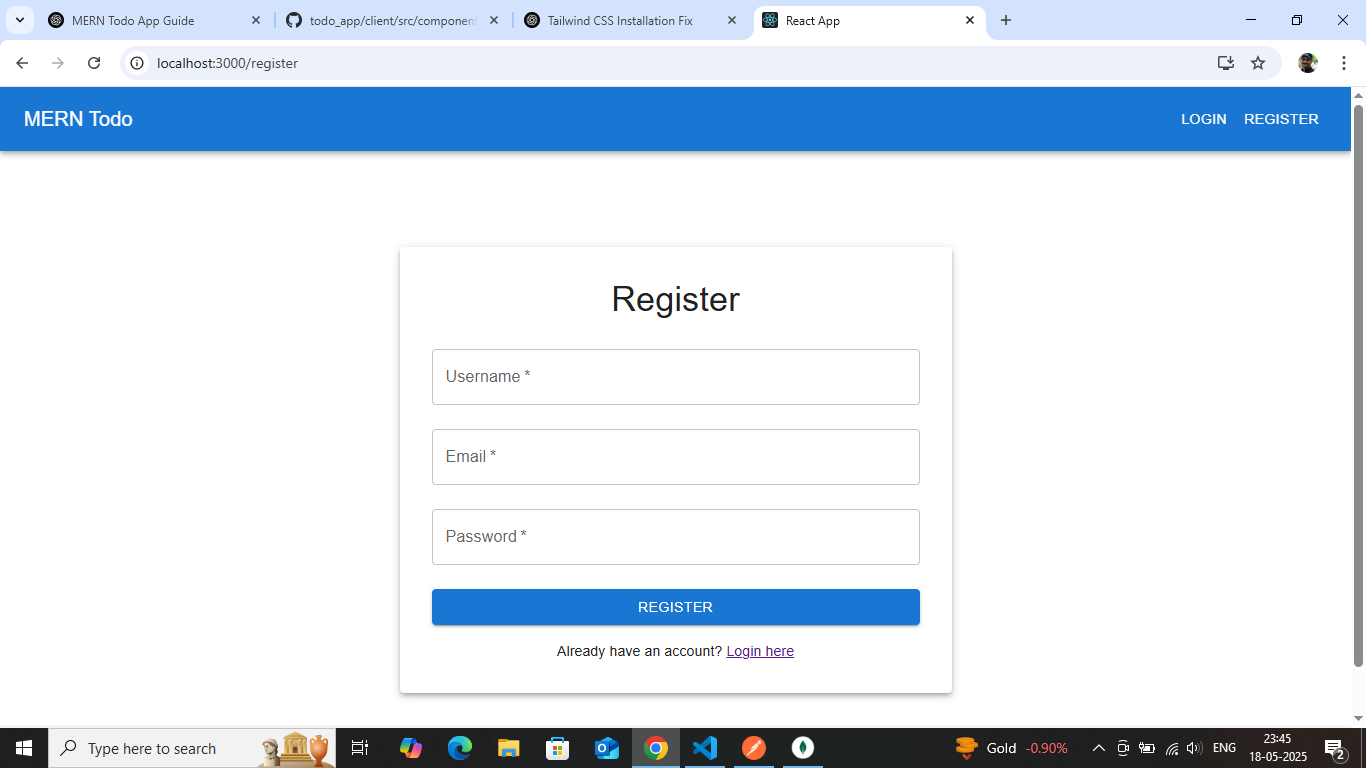 MERN Todo App Guide
todo_app/client/src/component
Tailwind CSS Installation Fix
React App
localhost:3000/register
MERN Todo
LOGIN
REGISTER
Register
Username *
Email *
Password *
REGISTER
Already have an account? Login here
Type here to search
Gold -0.90%
ENG
23:45
18-05-2025
2